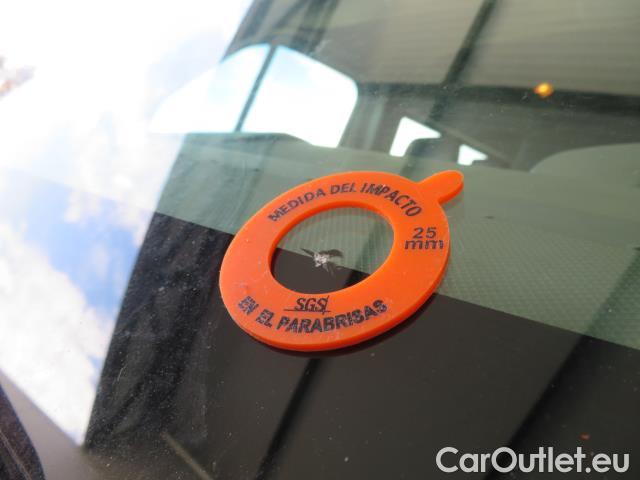 MEDIDA DEL IMPACTO
25
mm
SGS
EN EL PARABRISAS
CarOutlet.eu